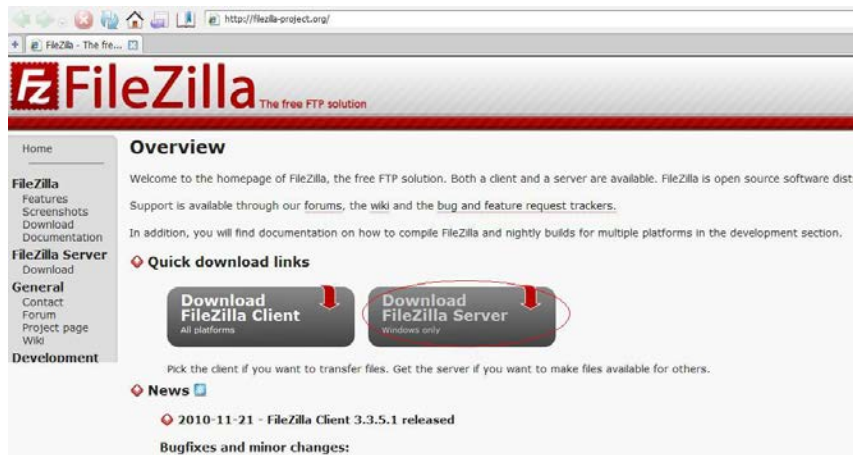 http://filezilla-project.org/
FileZilla - The fre...
FileZilla The free FTP solution
Home
FileZilla
Features
Screenshots
Download
Documentation
FileZilla Server
Download
General
Contact
Forum
Project page
Wiki
Development
Overview
Welcome to the homepage of FileZilla, the free FTP solution. Both a client and a server are available. FileZilla is open source software dist
Support is available through our forums, the wiki and the bug and feature request trackers.
In addition, you will find documentation on how to compile FileZilla and nightly builds for multiple platforms in the development section.
Quick download links
Download
FileZilla Client
All platforms
Download
FileZilla Server
Windows only
Pick the client if you want to transfer files. Get the server if you want to make files available for others.
News
2010-11-21 - FileZilla Client 3.3.5.1 released
Bugfixes and minor changes: